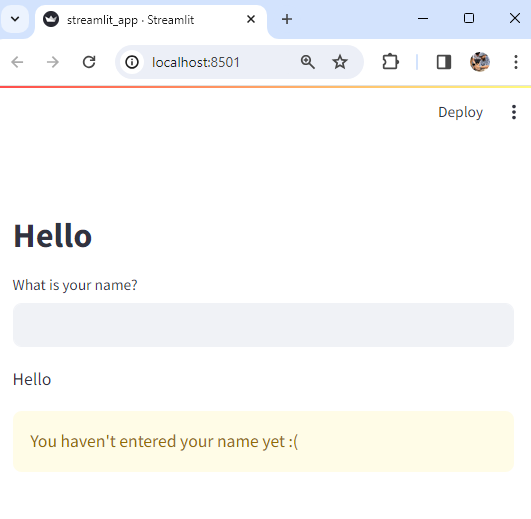 streamlit_app · Streamlit
localhost:8501
Deploy
Hello
What is your name?
Hello
You haven't entered your name yet :(